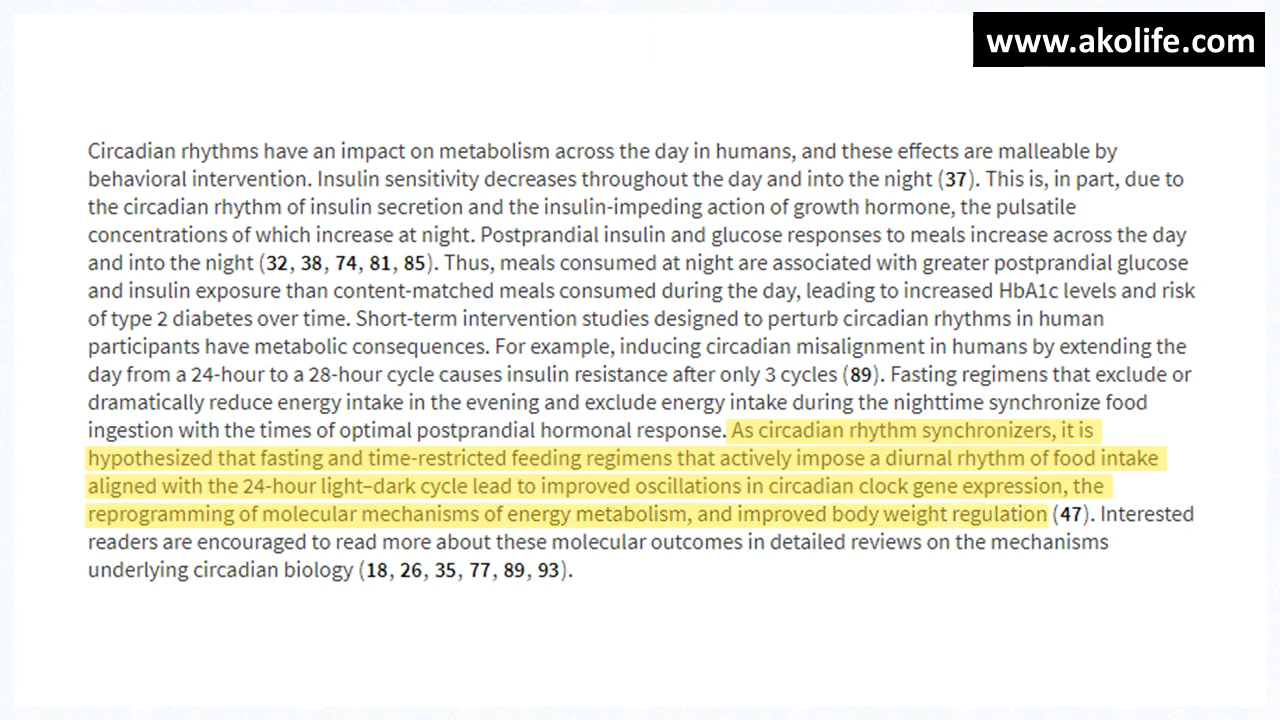 www.akolife.com
Circadian rhythms have an impact on metabolism across the day in humans, and these effects are malleable by
behavioral intervention. Insulin sensitivity decreases throughout the day and into the night (37). This is, in part, due to
the circadian rhythm of insulin secretion and the insulin-impeding action of growth hormone, the pulsatile
concentrations of which increase at night. Postprandial insulin and glucose responses to meals increase across the day
and into the night (32, 38, 74, 81, 85). Thus, meals consumed at night are associated with greater postprandial glucose
and insulin exposure than content-matched meals consumed during the day, leading to increased HbA1c levels and risk
of type 2 diabetes over time. Short-term intervention studies designed to perturb circadian rhythms in human
participants have metabolic consequences. For example, inducing circadian misalignment in humans by extending the
day from a 24-hour to a 28-hour cycle causes insulin resistance after only 3 cycles (89). Fasting regimens that exclude or
dramatically reduce energy intake in the evening and exclude energy intake during the nighttime synchronize food
ingestion with the times of optimal postprandial hormonal response. As circadian rhythm synchronizers, it is
hypothesized that fasting and time-restricted feeding regimens that actively impose a diurnal rhythm of food intake
aligned with the 24-hour light–dark cycle lead to improved oscillations in circadian clock gene expression, the
reprogramming of molecular mechanisms of energy metabolism, and improved body weight regulation (47). Interested
readers are encouraged to read more about these molecular outcomes in detailed reviews on the mechanisms
underlying circadian biology (18, 26, 35, 77, 89, 93).